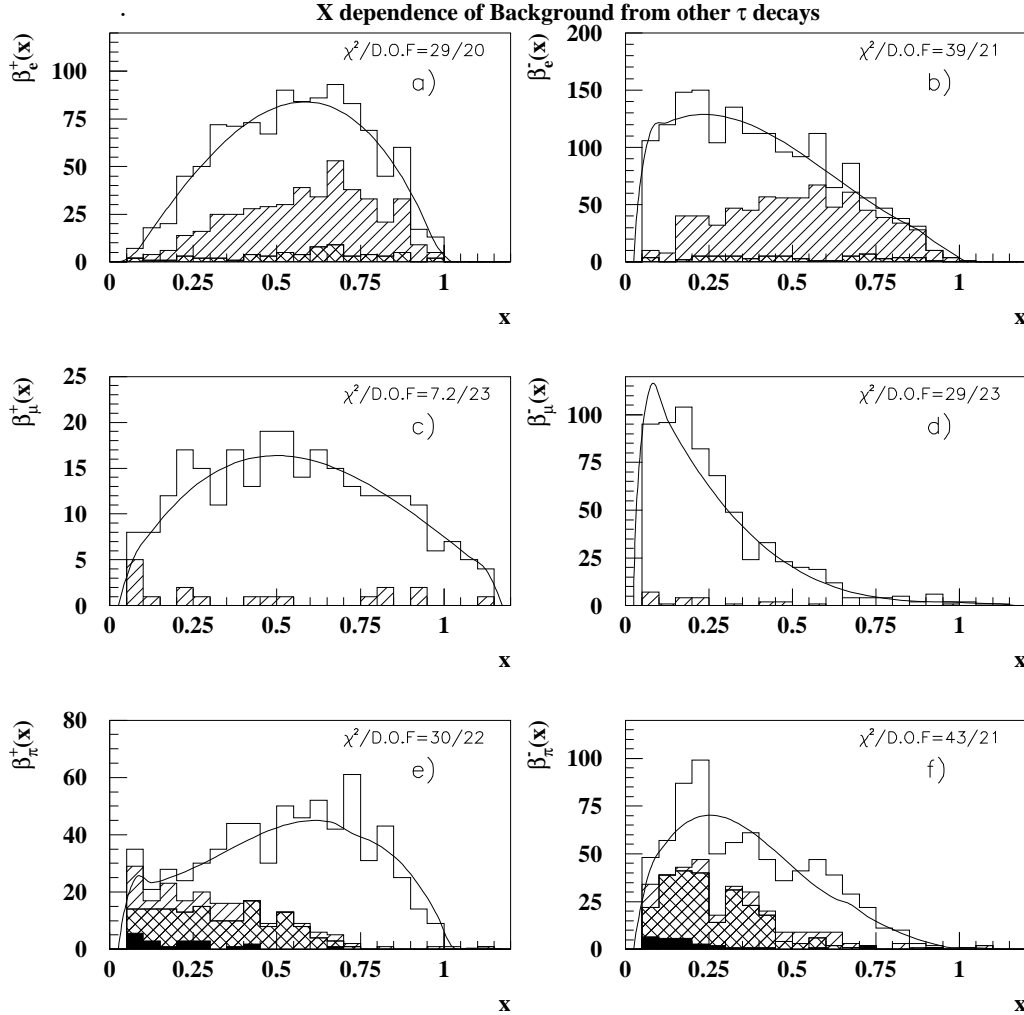 X dependence of Background from other τ decays
β⁺ₑ(x)
χ²/D.O.F=29/20
a)
100
75
50
25
0
0 0.25 0.5 0.75 1
x
β⁻ₑ(x)
χ²/D.O.F=39/21
b)
200
150
100
50
0
0 0.25 0.5 0.75 1
x
β⁺μ(x)
χ²/D.O.F=7.2/23
c)
25
20
15
10
5
0
0 0.25 0.5 0.75 1
x
β⁻μ(x)
χ²/D.O.F=29/23
d)
100
75
50
25
0
0 0.25 0.5 0.75 1
x
β⁺π(x)
χ²/D.O.F=30/22
e)
80
60
40
20
0
0 0.25 0.5 0.75 1
x
β⁻π(x)
χ²/D.O.F=43/21
f)
100
75
50
25
0
0 0.25 0.5 0.75 1
x